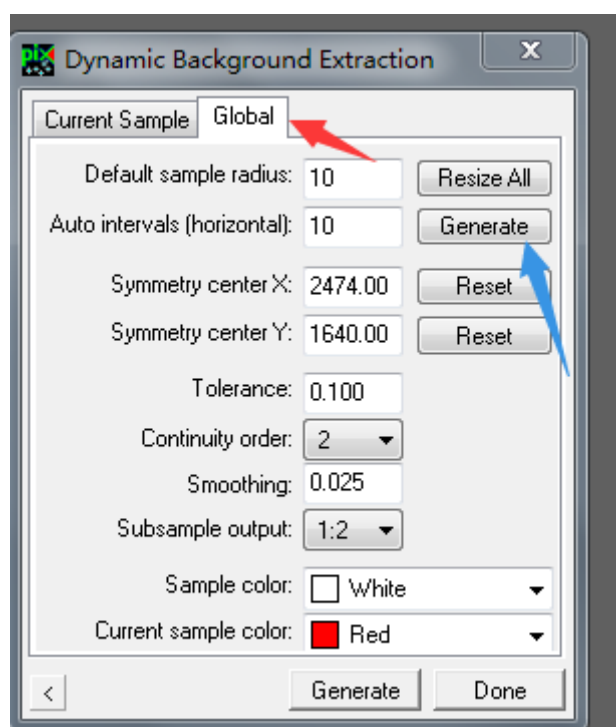 PIX
Dynamic Background Extraction X
Current Sample Global
Default sample radius: 10 Resize All
Auto intervals (horizontal): 10 Generate
Symmetry center X: 2474.00 Reset
Symmetry center Y: 1640.00 Reset
Tolerance: 0.100
Continuity order: 2
Smoothing: 0.025
Subsample output: 1:2
Sample color: White
Current sample color: Red
< Generate Done